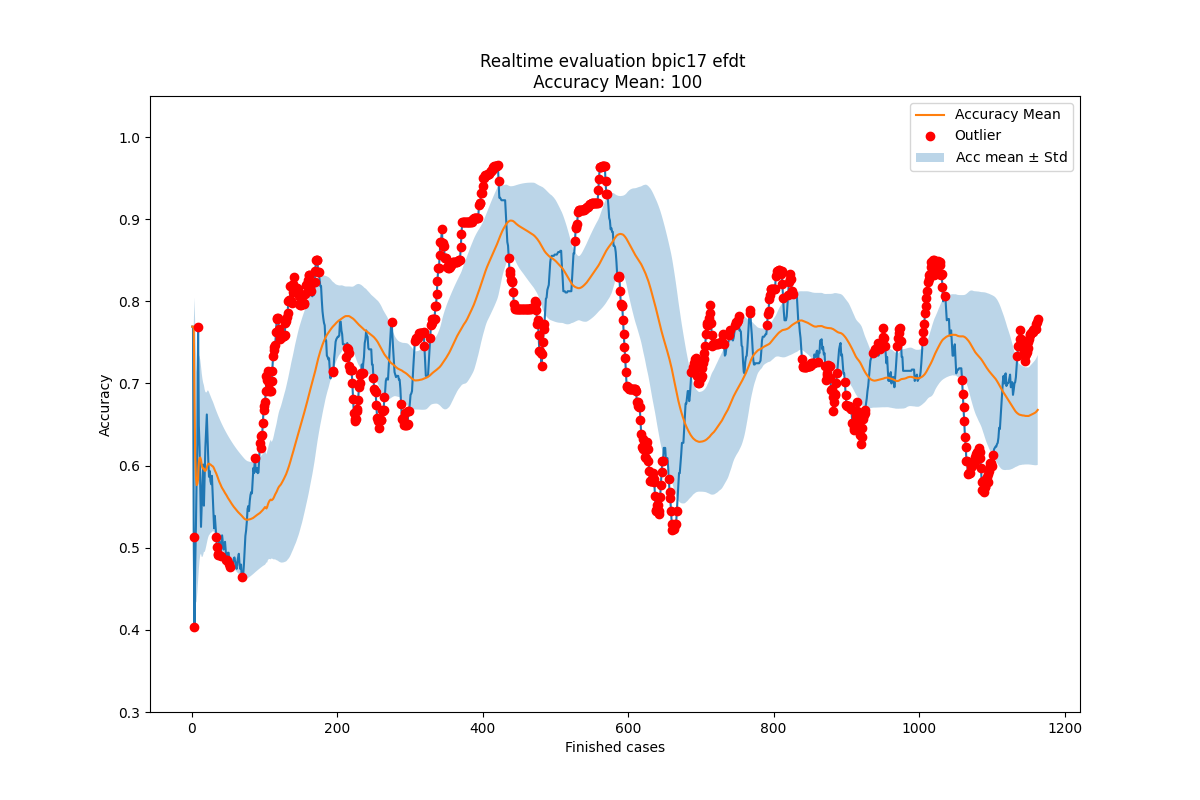 Realtime evaluation bpic17 efdt
Accuracy Mean: 100
Accuracy Mean
Outlier
Acc mean ± Std
1.0
0.9
0.8
0.7
0.6
0.5
0.4
0.3
Accuracy
0
200
400
600
800
1000
1200
Finished cases